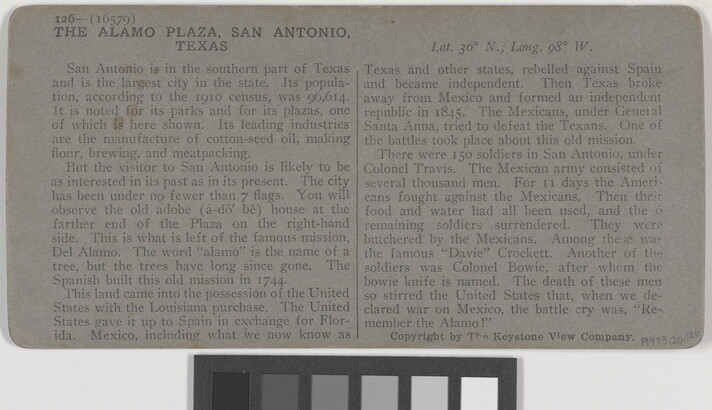 126—(16579)
THE ALAMO PLAZA, SAN ANTONIO,
TEXAS
San Antonio is in the southern part of Texas
and is the largest city in the state. Its popula-
tion, according to the 1910 census, was 96,614.
It is noted for its parks and for its plazas, one
of which is here shown. Its leading industries
are the manufacture of cotton-seed oil, making
flour, brewing, and meatpacking.
But the visitor to San Antonio is likely to be
as interested in its past as in its present. The city
has been under no fewer than 7 flags. You will
observe the old adobe (a-dō′ bē) house at the
farther end of the Plaza on the right-hand
side. This is what is left of the famous mission,
Del Alamo. The word "alamo" is the name of a
tree, but the trees have long since gone. The
Spanish built this old mission in 1744.
This land came into the possession of the United
States with the Louisiana purchase. The United
States gave it up to Spain in exchange for Flor-
ida. Mexico, including what we now know as
Lat. 30° N.; Long. 98° W.
Texas and other states, rebelled against Spain
and became independent. Then Texas broke
away from Mexico and formed an independent
republic in 1845. The Mexicans, under General
Santa Anna, tried to defeat the Texans. One of
the battles took place about this old mission.
There were 150 soldiers in San Antonio, under
Colonel Travis. The Mexican army consisted of
several thousand men. For 11 days the Ameri-
cans fought against the Mexicans. Then their
food and water had all been used, and the 6
remaining soldiers surrendered. They were
butchered by the Mexicans. Among these was
the famous "Davie" Crockett. Another of the
soldiers was Colonel Bowie, after whom the
bowie knife is named. The death of these men
so stirred the United States that, when we de-
clared war on Mexico, the battle cry was, "Re-
member the Alamo!"
Copyright by The Keystone View Company.